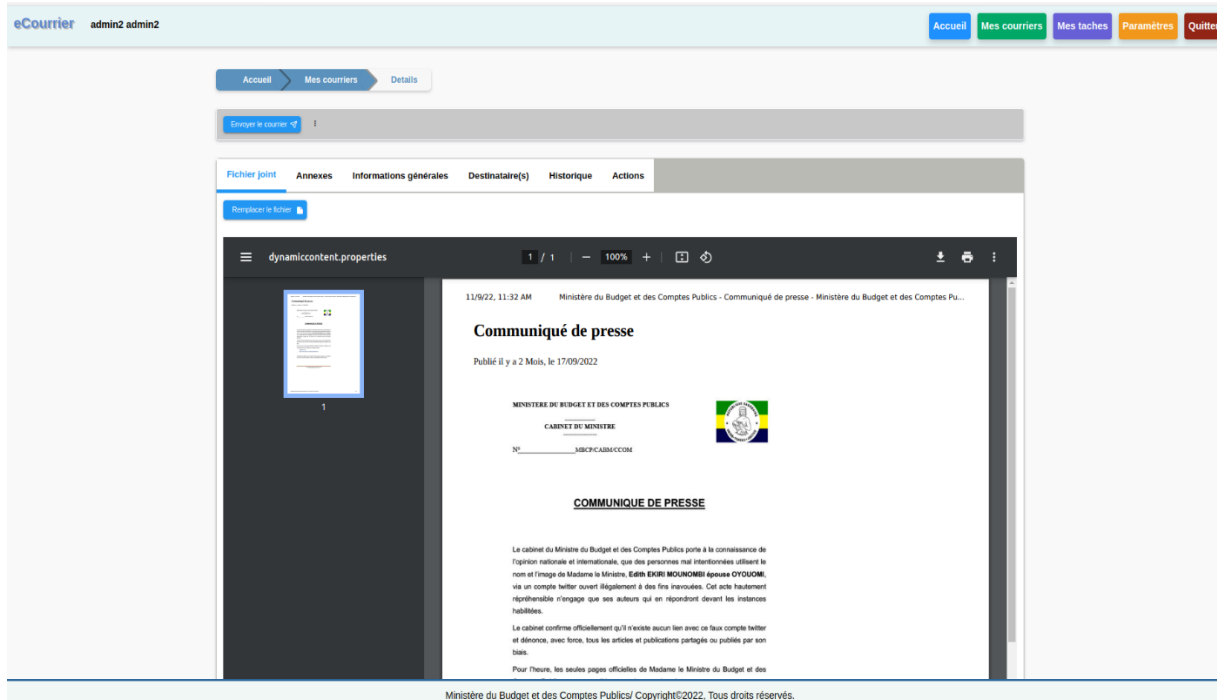 eCourrier admin2 admin2 Accueil Mes courriers Mes taches Paramètres Quitter
Accueil Mes courriers Details
Envoyer le courrier
Fichier joint Annexes Informations générales Destinataire(s) Historique Actions
Remplacer le fichier
dynamiccontent.properties 1 / 1 — 100% +
1
11/9/22, 11:32 AM Ministère du Budget et des Comptes Publics - Communiqué de presse - Ministère du Budget et des Comptes Pu...
Communiqué de presse
Publié il y a 2 Mois, le 17/09/2022
MINISTERE DU BUDGET ET DES COMPTES PUBLICS
CABINET DU MINISTRE
N°_______________MBCP/CABM/CCOM
COMMUNIQUE DE PRESSE
Le cabinet du Ministre du Budget et des Comptes Publics porte à la connaissance de
l'opinion nationale et internationale, que des personnes mal intentionnées utilisent le
nom et l'image de Madame le Ministre, Edith EKIRI MOUNOMBI épouse OYOUOMI,
via un compte twitter ouvert illégalement à des fins inavouées. Cet acte hautement
répréhensible n'engage que ses auteurs qui en répondront devant les instances
habilitées.
Le cabinet confirme officiellement qu'il n'existe aucun lien avec ce faux compte twitter
et dénonce, avec force, tous les articles et publications partagés ou publiés par son
biais.
Pour l'heure, les seules pages officielles de Madame le Ministre du Budget et des
Ministère du Budget et des Comptes Publics/ Copyright©2022, Tous droits réservés.